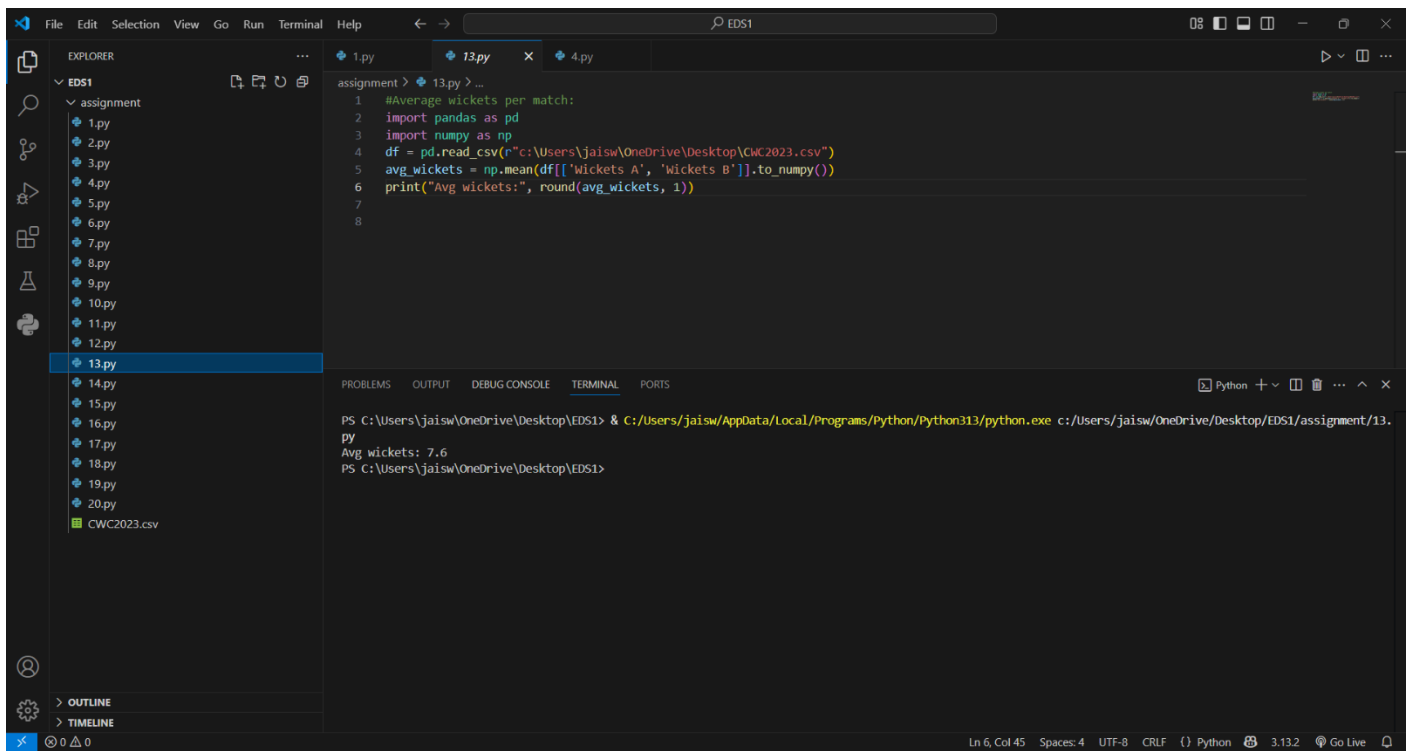 File Edit Selection View Go Run Terminal Help
EDS1
EXPLORER
EDS1
assignment
1.py
2.py
3.py
4.py
5.py
6.py
7.py
8.py
9.py
10.py
11.py
12.py
13.py
14.py
15.py
16.py
17.py
18.py
19.py
20.py
CWC2023.csv
OUTLINE
TIMELINE
1.py 13.py 4.py
assignment > 13.py > ...
1 #Average wickets per match:
2 import pandas as pd
3 import numpy as np
4 df = pd.read_csv(r"c:\Users\jaisw\OneDrive\Desktop\CWC2023.csv")
5 avg_wickets = np.mean(df[['Wickets A', 'Wickets B']].to_numpy())
6 print("Avg wickets:", round(avg_wickets, 1))
7
8
PROBLEMS OUTPUT DEBUG CONSOLE TERMINAL PORTS
Python
PS C:\Users\jaisw\OneDrive\Desktop\EDS1> & C:/Users/jaisw/AppData/Local/Programs/Python/Python313/python.exe c:/Users/jaisw/OneDrive/Desktop/EDS1/assignment/13.
py
Avg wickets: 7.6
PS C:\Users\jaisw\OneDrive\Desktop\EDS1>
0 0 Ln 6, Col 45 Spaces: 4 UTF-8 CRLF {} Python 3.13.2 Go Live